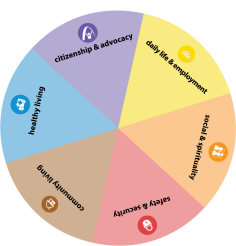 citizenship & advocacy
daily life & employment
social & spirituality
safety & security
community living
healthy living